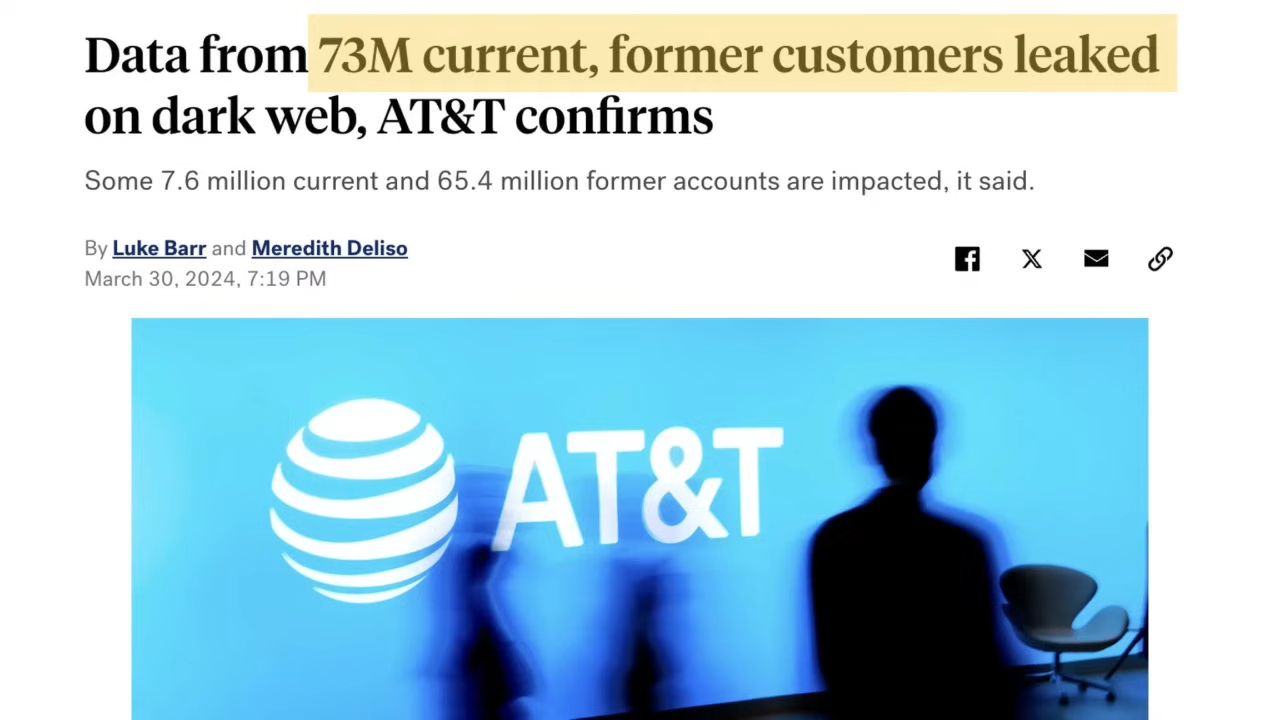 Data from 73M current, former customers leaked
on dark web, AT&T confirms
Some 7.6 million current and 65.4 million former accounts are impacted, it said.
By Luke Barr and Meredith Deliso
March 30, 2024, 7:19 PM
AT&T